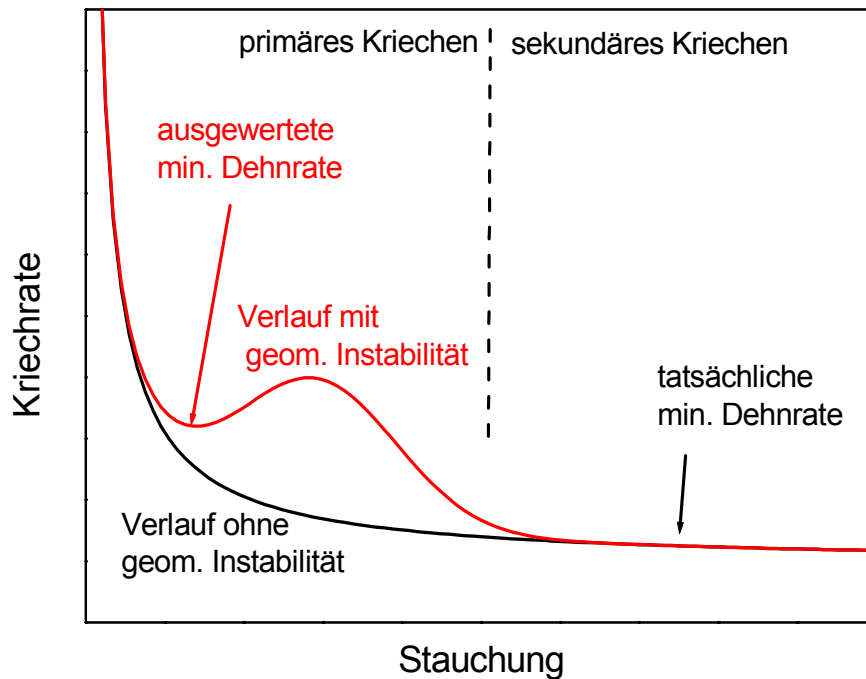 primäres Kriechen
sekundäres Kriechen
ausgewertete
min. Dehnrate
Verlauf mit
geom. Instabilität
tatsächliche
min. Dehnrate
Verlauf ohne
geom. Instabilität
Kriechrate
Stauchung